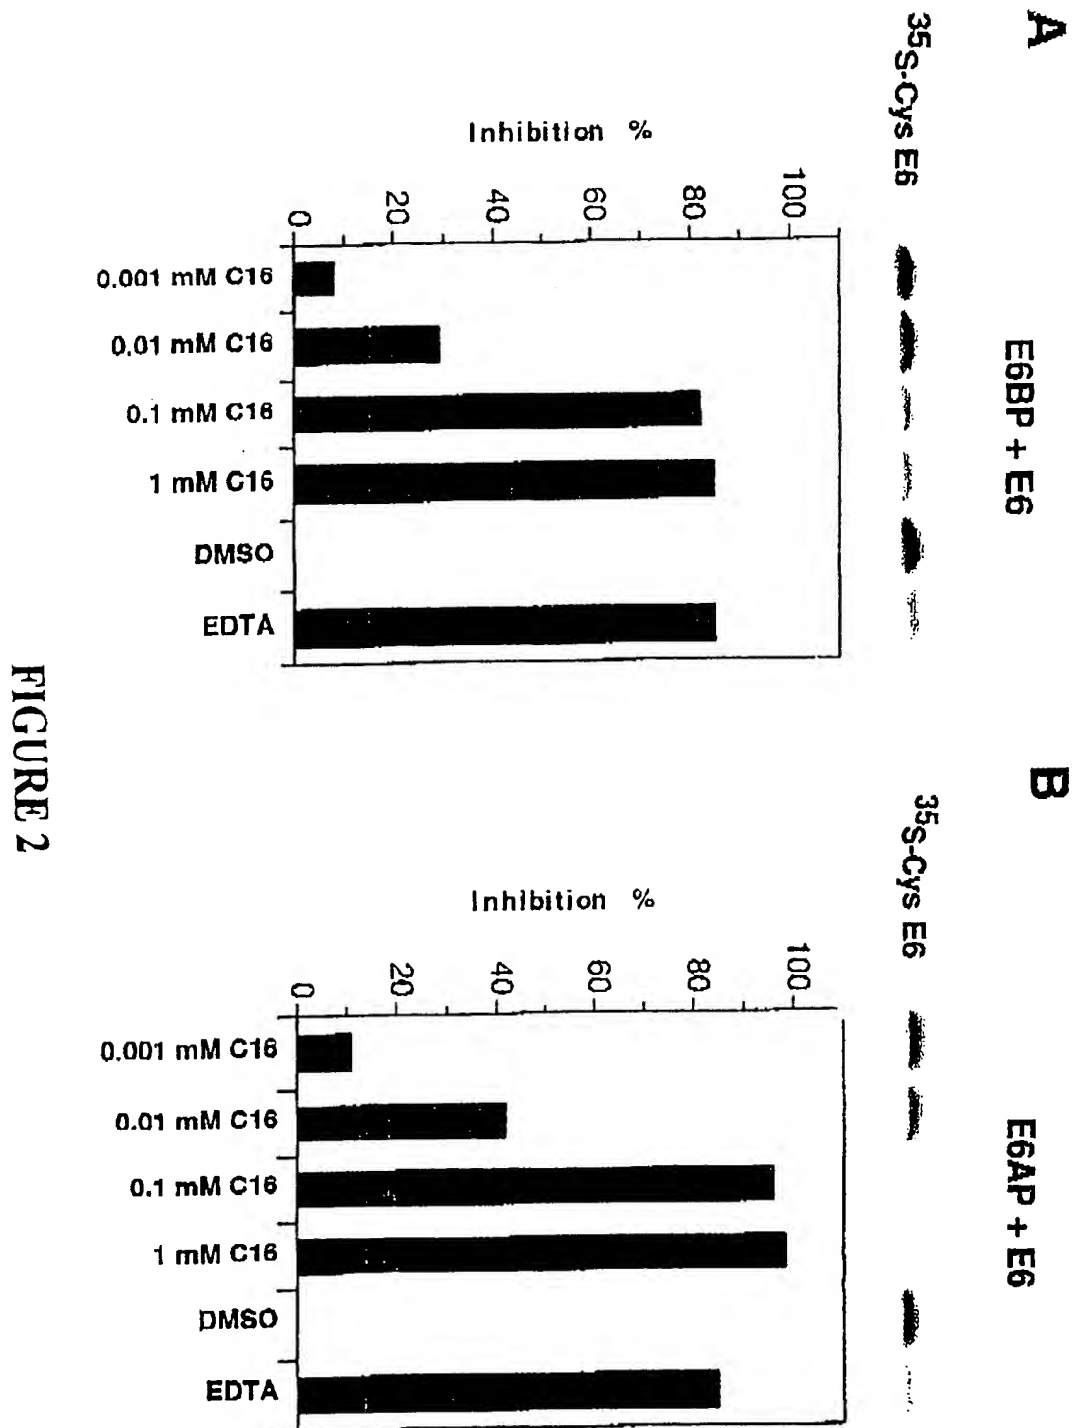 A
E6BP + E6
35S-Cys E6
Inhibition %
100
80
60
40
20
0
0.001 mM C16
0.01 mM C16
0.1 mM C16
1 mM C16
DMSO
EDTA
B
E6AP + E6
35S-Cys E6
Inhibition %
100
80
60
40
20
0
0.001 mM C16
0.01 mM C16
0.1 mM C16
1 mM C16
DMSO
EDTA
FIGURE 2